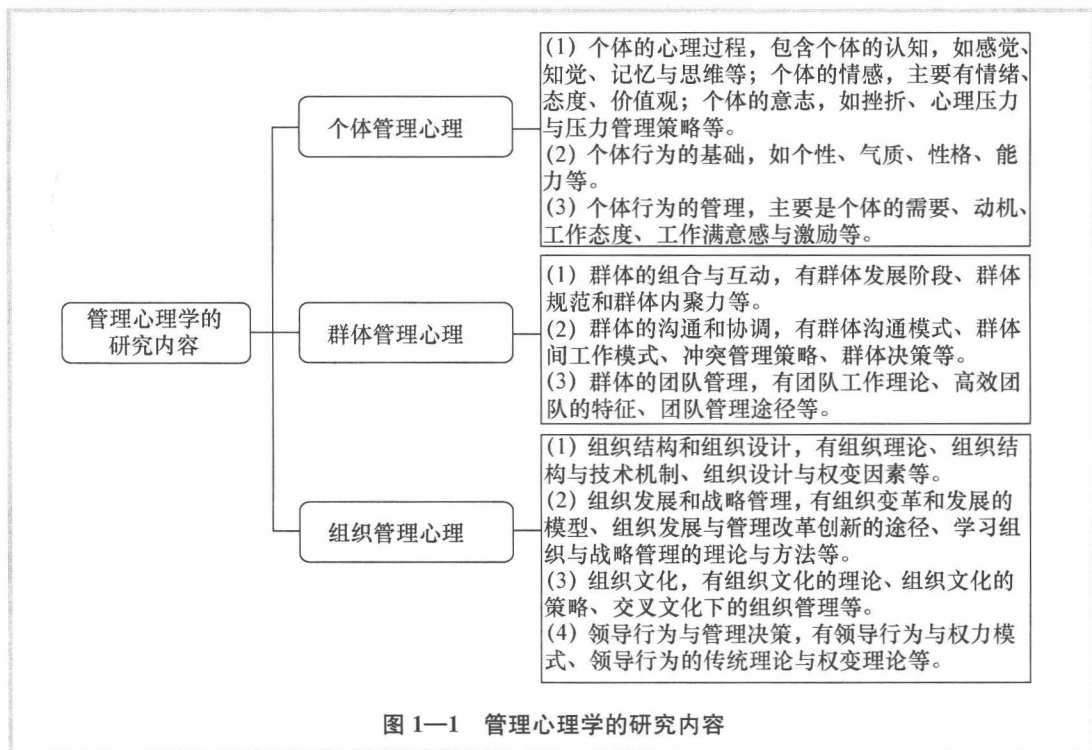 管理心理学的
研究内容
个体管理心理
(1) 个体的心理过程，包含个体的认知，如感觉、
知觉、记忆与思维等；个体的情感，主要有情绪、
态度、价值观；个体的意志，如挫折、心理压力
与压力管理策略等。
(2) 个体行为的基础，如个性、气质、性格、能
力等。
(3) 个体行为的管理，主要是个体的需要、动机、
工作态度、工作满意感与激励等。
群体管理心理
(1) 群体的组合与互动，有群体发展阶段、群体
规范和群体内聚力等。
(2) 群体的沟通和协调，有群体沟通模式、群体
间工作模式、冲突管理策略、群体决策等。
(3) 群体的团队管理，有团队工作理论、高效团
队的特征、团队管理途径等。
组织管理心理
(1) 组织结构和组织设计，有组织理论、组织结
构与技术机制、组织设计与权变因素等。
(2) 组织发展和战略管理，有组织变革和发展的
模型、组织发展与管理改革创新的途径、学习组
织与战略管理的理论与方法等。
(3) 组织文化，有组织文化的理论、组织文化的
策略、交叉文化下的组织管理等。
(4) 领导行为与管理决策，有领导行为与权力模
式、领导行为的传统理论与权变理论等。
图 1—1 管理心理学的研究内容